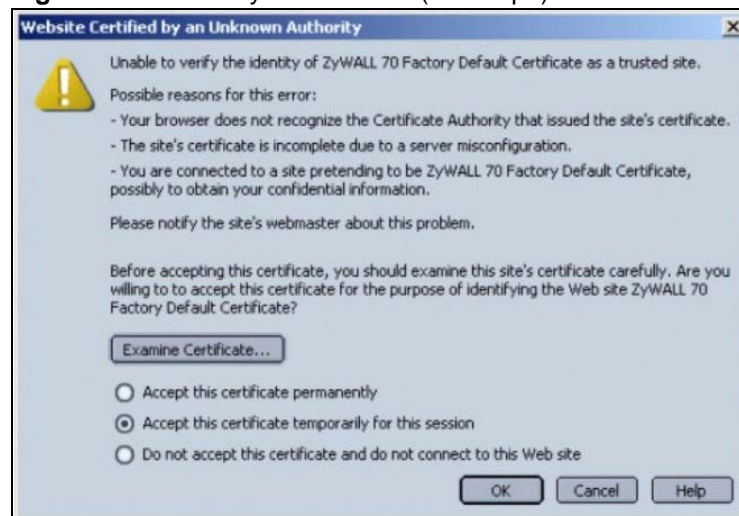 Website Certified by an Unknown Authority
Unable to verify the identity of ZyWALL 70 Factory Default Certificate as a trusted site.
Possible reasons for this error:
- Your browser does not recognize the Certificate Authority that issued the site's certificate.
- The site's certificate is incomplete due to a server misconfiguration.
- You are connected to a site pretending to be ZyWALL 70 Factory Default Certificate,
possibly to obtain your confidential information.
Please notify the site's webmaster about this problem.
Before accepting this certificate, you should examine this site's certificate carefully. Are you
willing to to accept this certificate for the purpose of identifying the Web site ZyWALL 70
Factory Default Certificate?
Examine Certificate...
Accept this certificate permanently
Accept this certificate temporarily for this session
Do not accept this certificate and do not connect to this Web site
OK Cancel Help